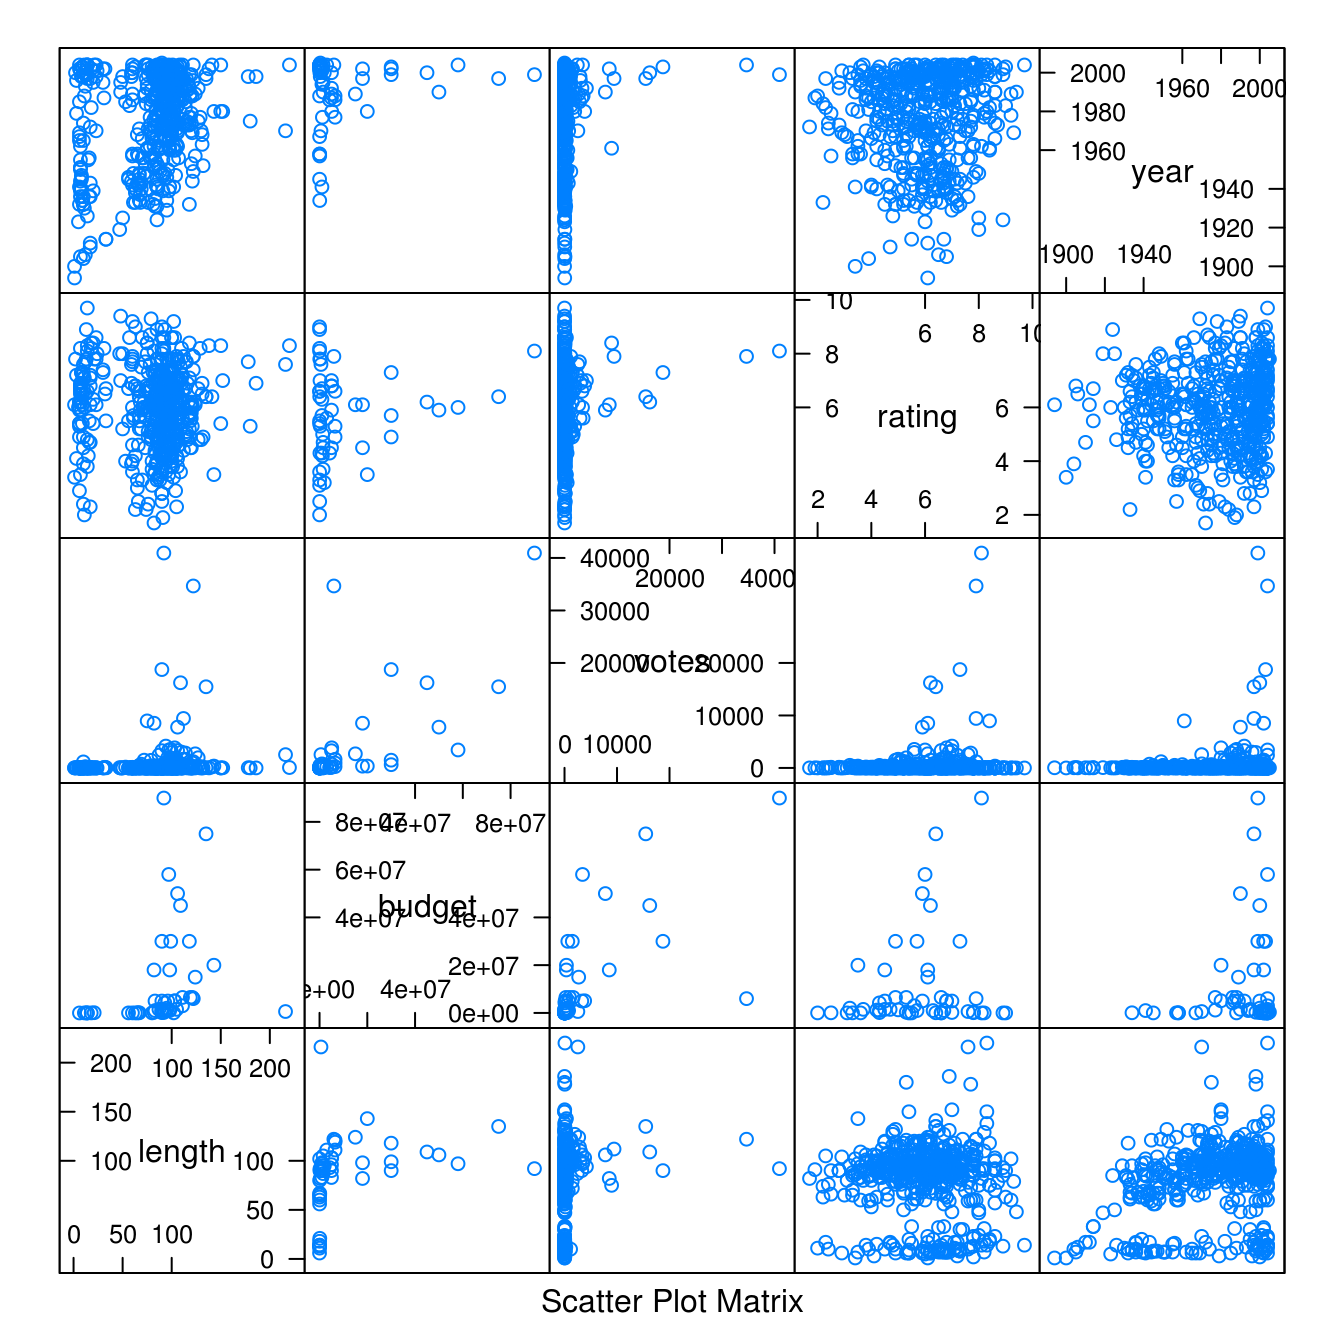 2000
1960 2000
1980
1960
year
1940
1920
1900 1940
1900
10
6 8 10
8
6
rating 6
4
2 4 6
2
40000
20000 4000
30000
20000 votes 20000
10000
0 10000
0
8e+07 4e+07 8e+07
6e+07
budget
4e+07 4e+07
2e+07
e+00 4e+07
0e+00
200 100 150 200
150
100 length 100
50
0 50 100
0
Scatter Plot Matrix